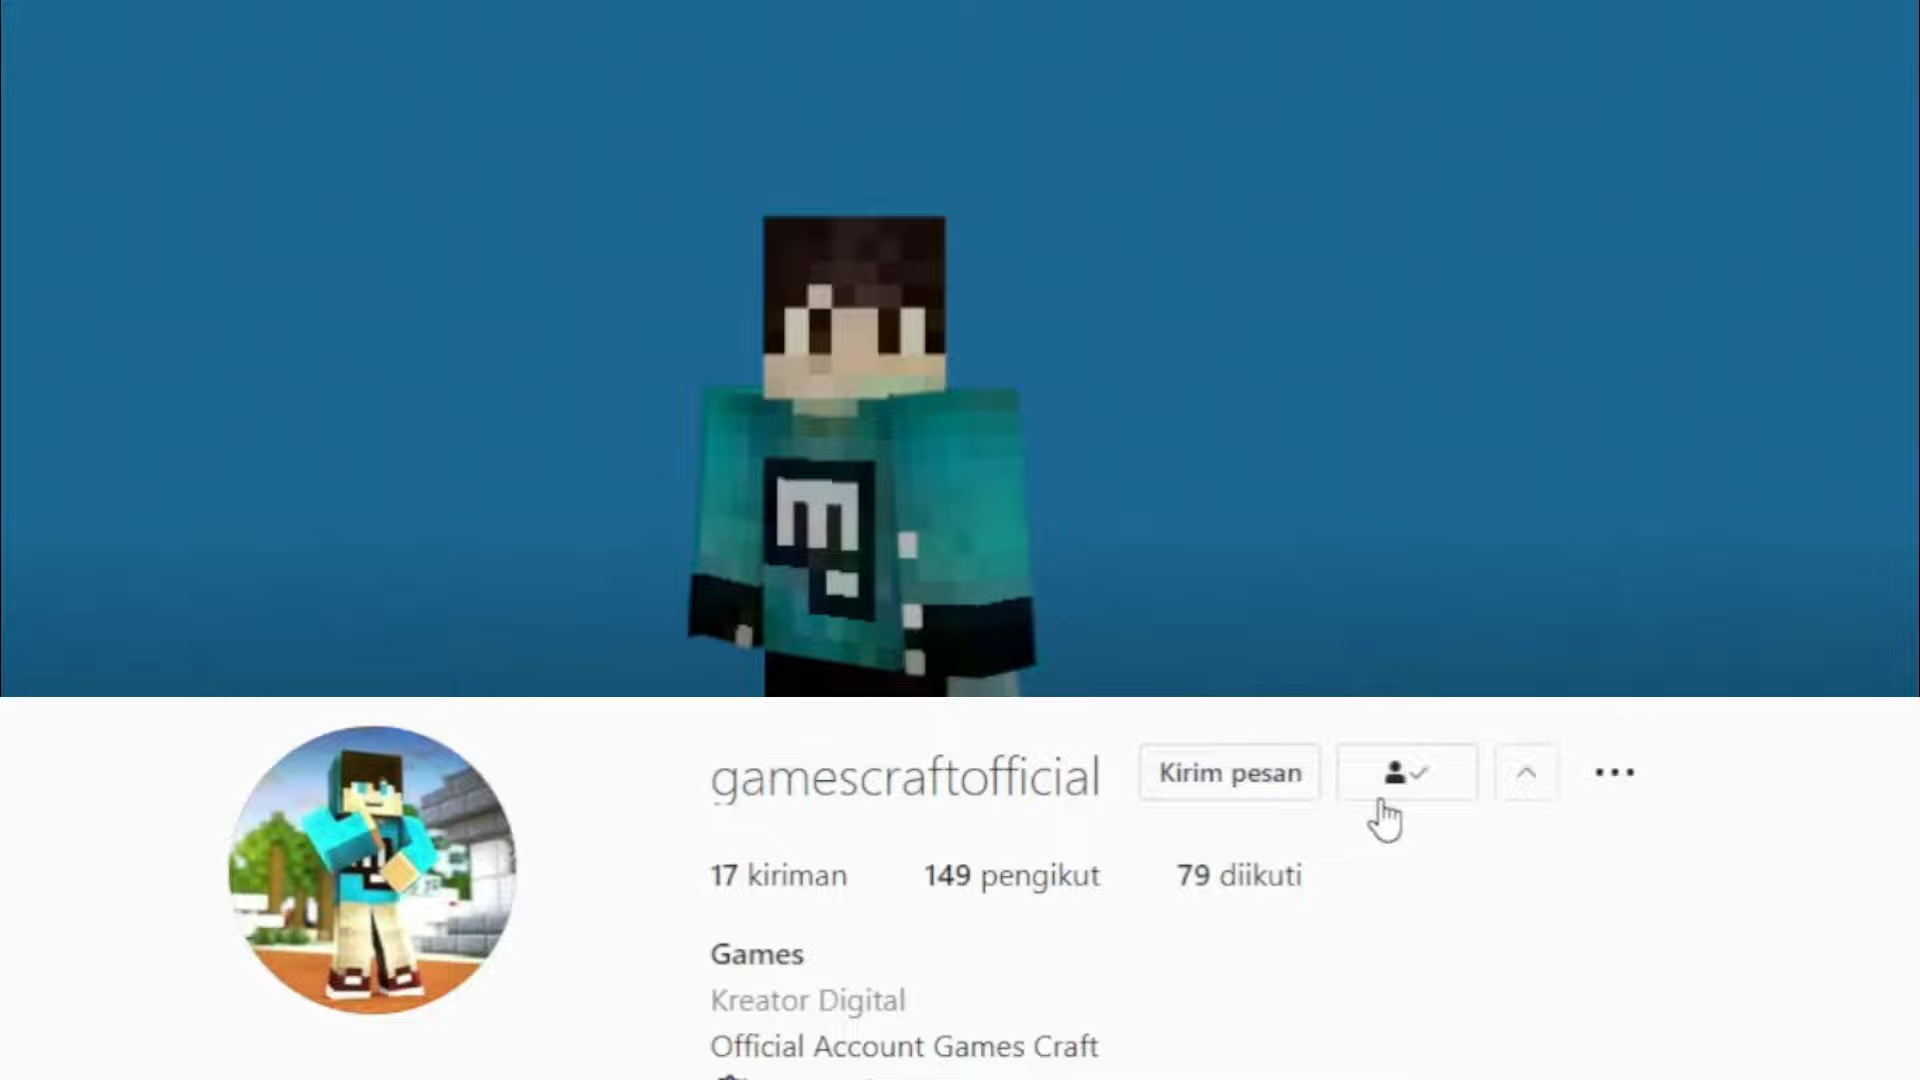 gamescraftofficial Kirim pesan
17 kiriman 149 pengikut 79 diikuti
Games
Kreator Digital
Official Account Games Craft